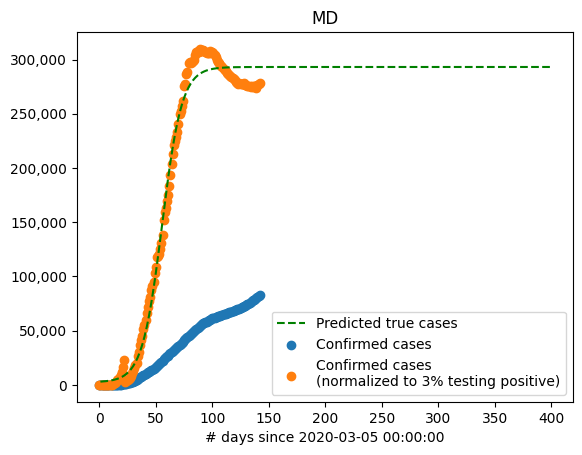 MD
300,000
250,000
200,000
150,000
100,000
50,000
0
0 50 100 150 200 250 300 350 400
# days since 2020-03-05 00:00:00
Predicted true cases
Confirmed cases
Confirmed cases
(normalized to 3% testing positive)